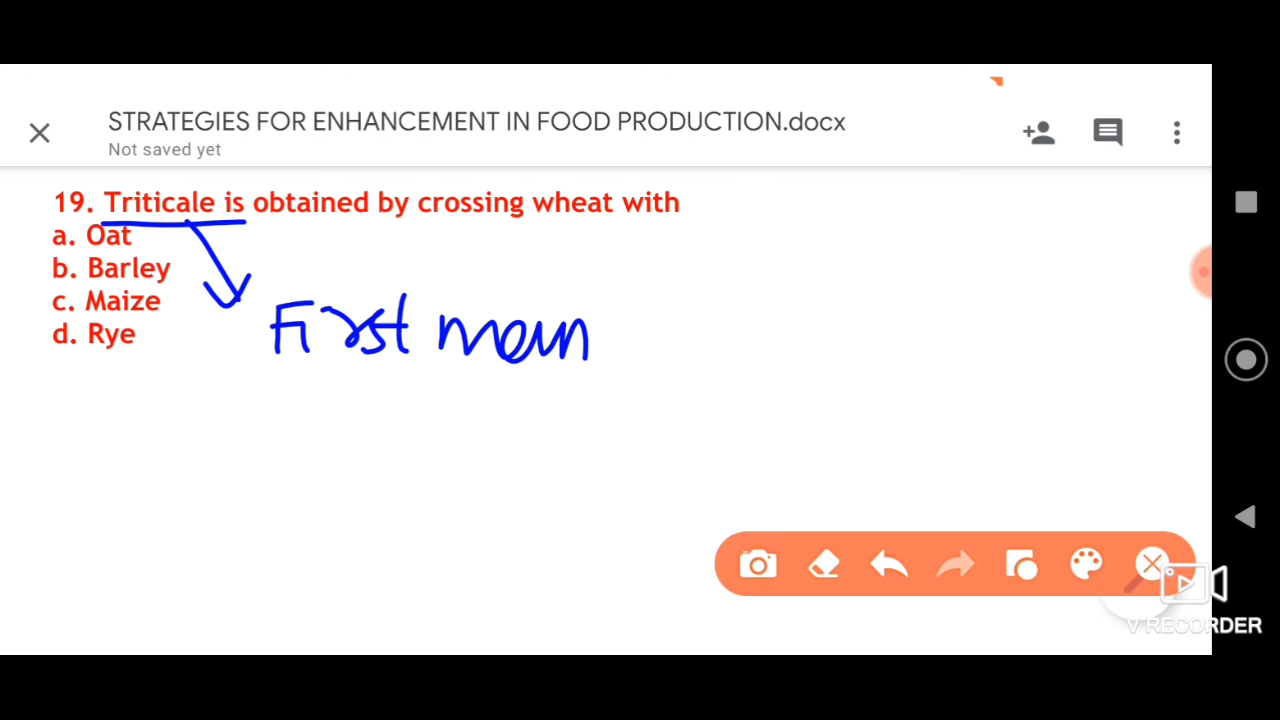 STRATEGIES FOR ENHANCEMENT IN FOOD PRODUCTION.docx
Not saved yet
19. Triticale is obtained by crossing wheat with
a. Oat
b. Barley
c. Maize
d. Rye
First man
V RECORDER